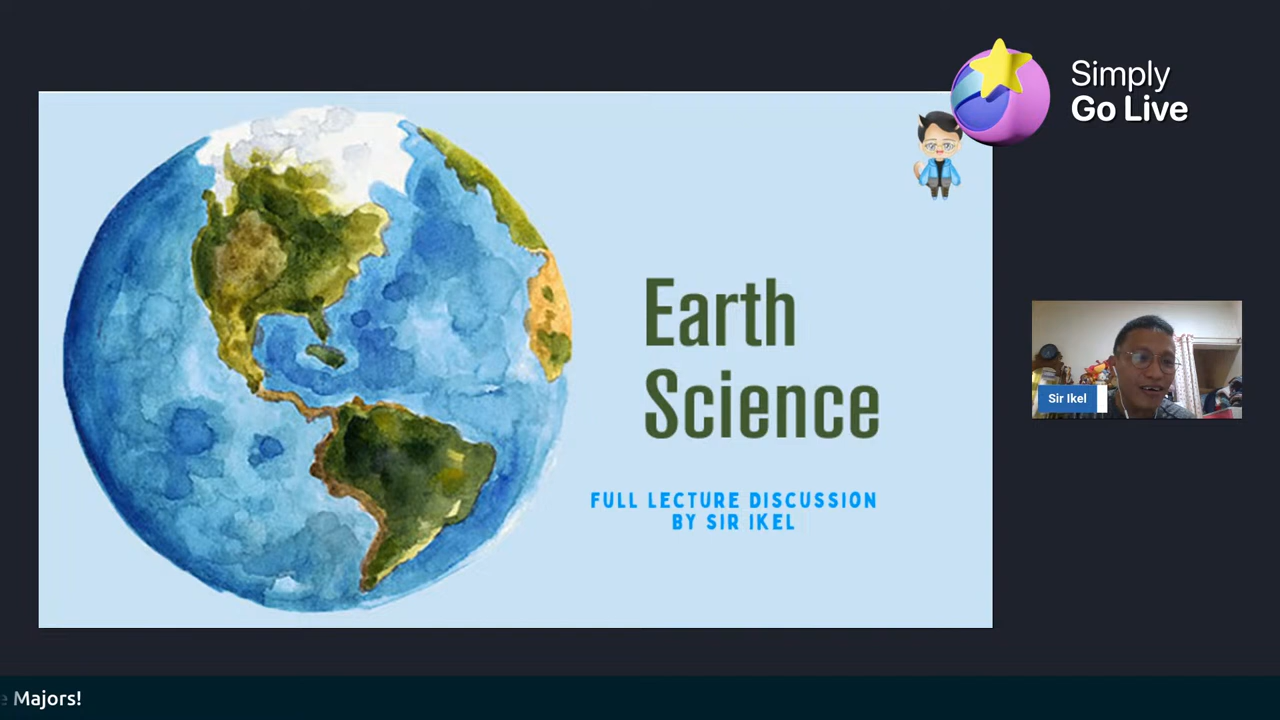 Simply
Go Live
Earth
Science
FULL LECTURE DISCUSSION
BY SIR IKEL
Sir Ikel
Majors!